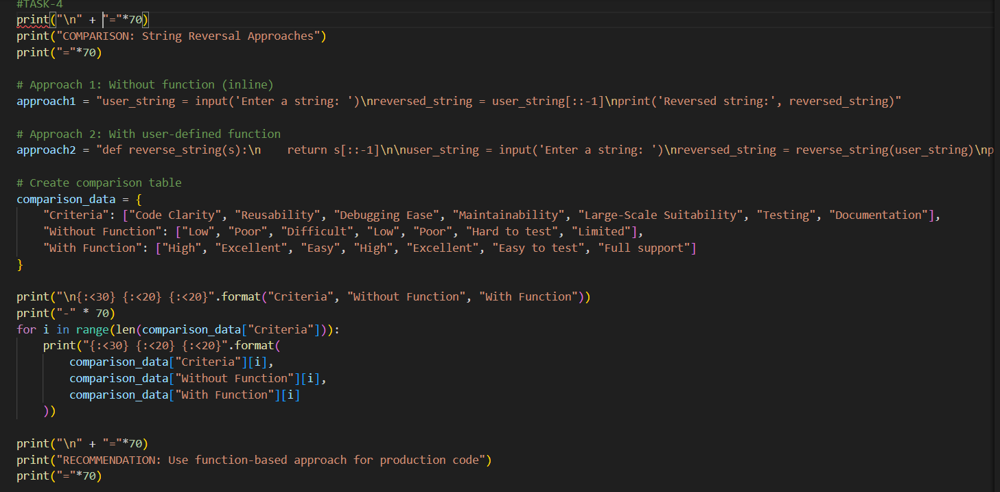 #TASK-4
print("\n" + "="*70)
print("COMPARISON: String Reversal Approaches")
print("="*70)
# Approach 1: Without function (inline)
approach1 = "user_string = input('Enter a string: ')\nreversed_string = user_string[::-1]\nprint('Reversed string:', reversed_string)"
# Approach 2: With user-defined function
approach2 = "def reverse_string(s):\n    return s[::-1]\n\nuser_string = input('Enter a string: ')\nreversed_string = reverse_string(user_string)\np
# Create comparison table
comparison_data = {
    "Criteria": ["Code Clarity", "Reusability", "Debugging Ease", "Maintainability", "Large-Scale Suitability", "Testing", "Documentation"],
    "Without Function": ["Low", "Poor", "Difficult", "Low", "Poor", "Hard to test", "Limited"],
    "With Function": ["High", "Excellent", "Easy", "High", "Excellent", "Easy to test", "Full support"]
}
print("\n{:<30} {:<20} {:<20}".format("Criteria", "Without Function", "With Function"))
print("-" * 70)
for i in range(len(comparison_data["Criteria"])):
    print("{:<30} {:<20} {:<20}".format(
        comparison_data["Criteria"][i],
        comparison_data["Without Function"][i],
        comparison_data["With Function"][i]
    ))
print("\n" + "="*70)
print("RECOMMENDATION: Use function-based approach for production code")
print("="*70)